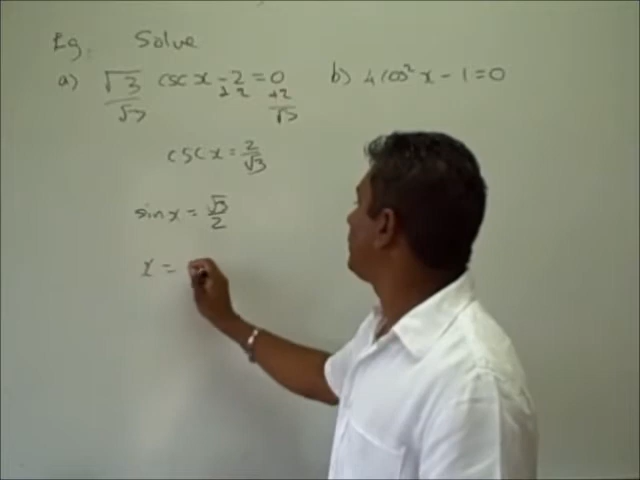 Eg. Solve
a) √3 csc x - 2 = 0
+2 +2
√3 √3
csc x = 2/√3
sin x = √3/2
x =
b) 4 cos² x - 1 = 0